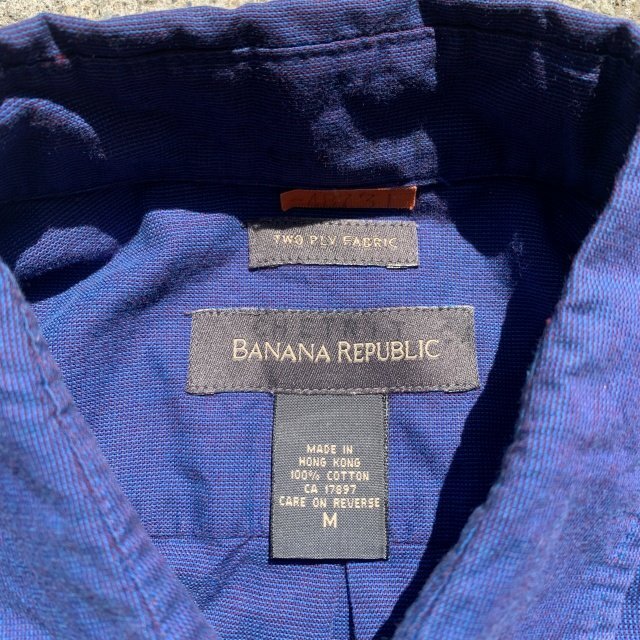 TWO PLY FABRIC
BANANA REPUBLIC
MADE IN
HONG KONG
100% COTTON
CA 17897
CARE ON REVERSE
M